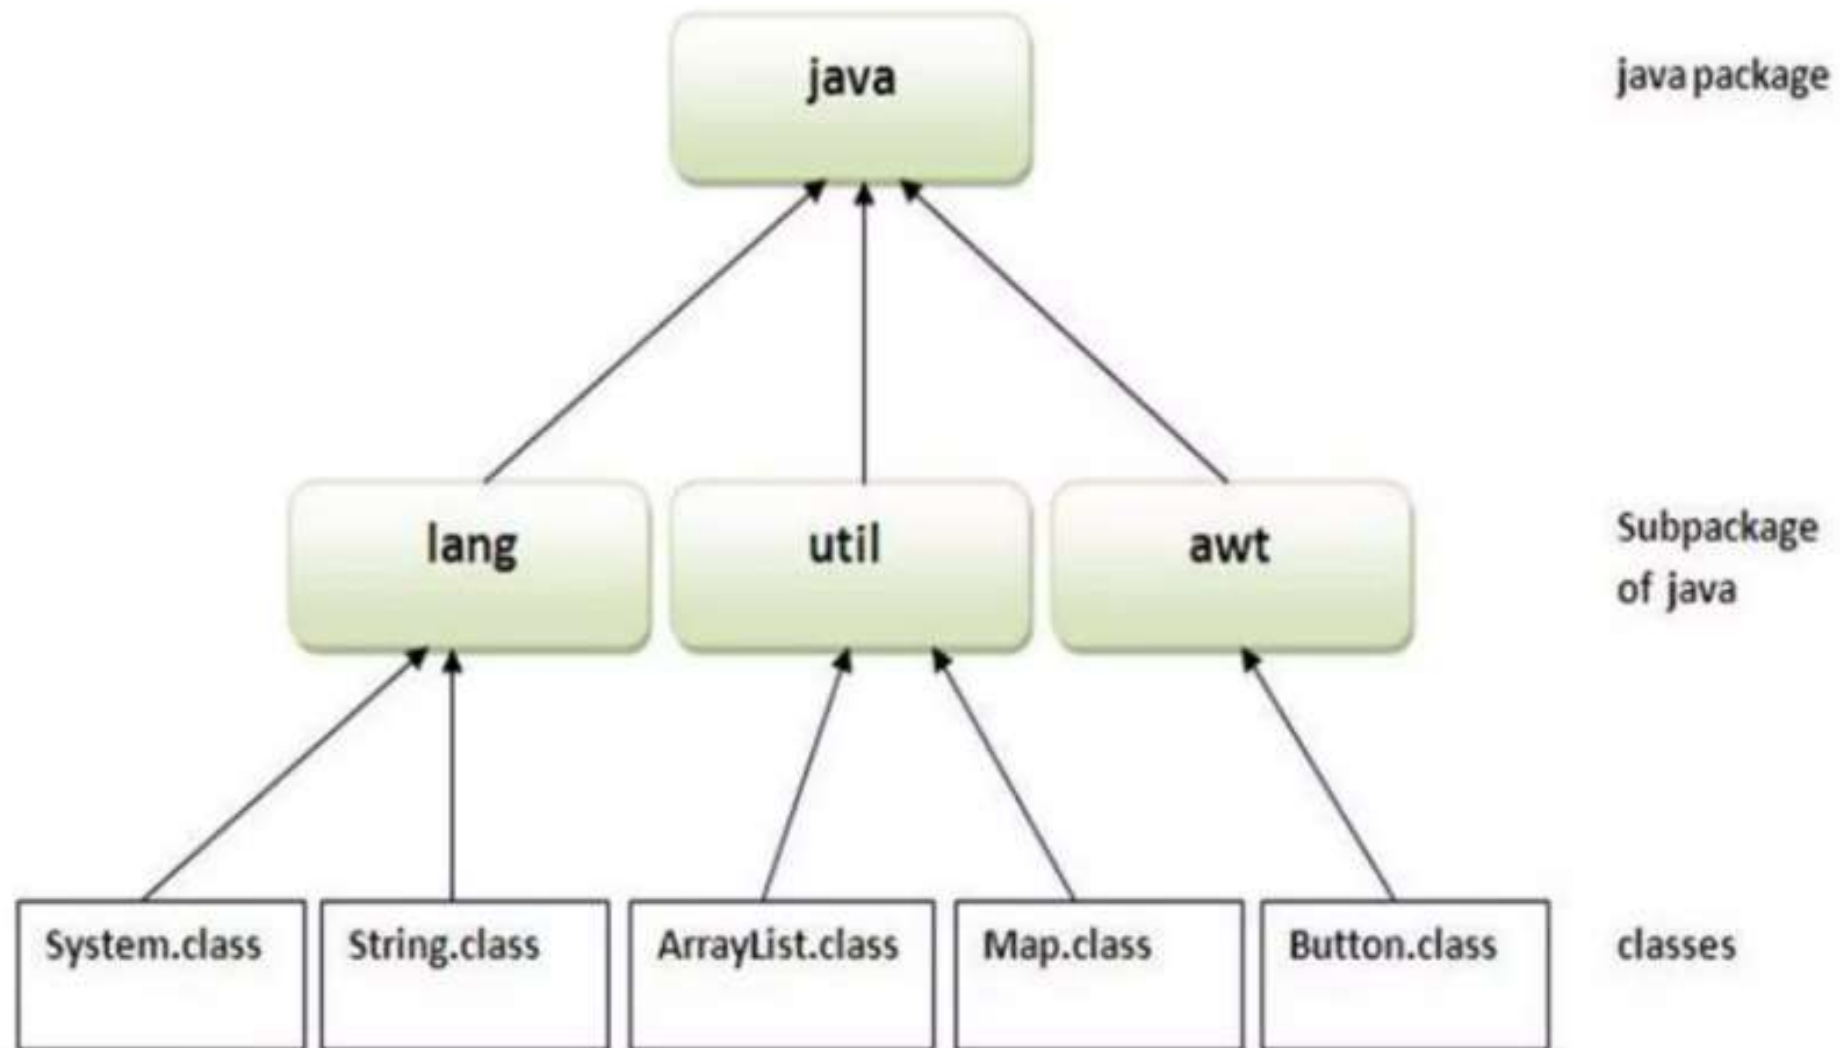 java
java package
lang
util
awt
Subpackage
of java
System.class
String.class
ArrayList.class
Map.class
Button.class
classes